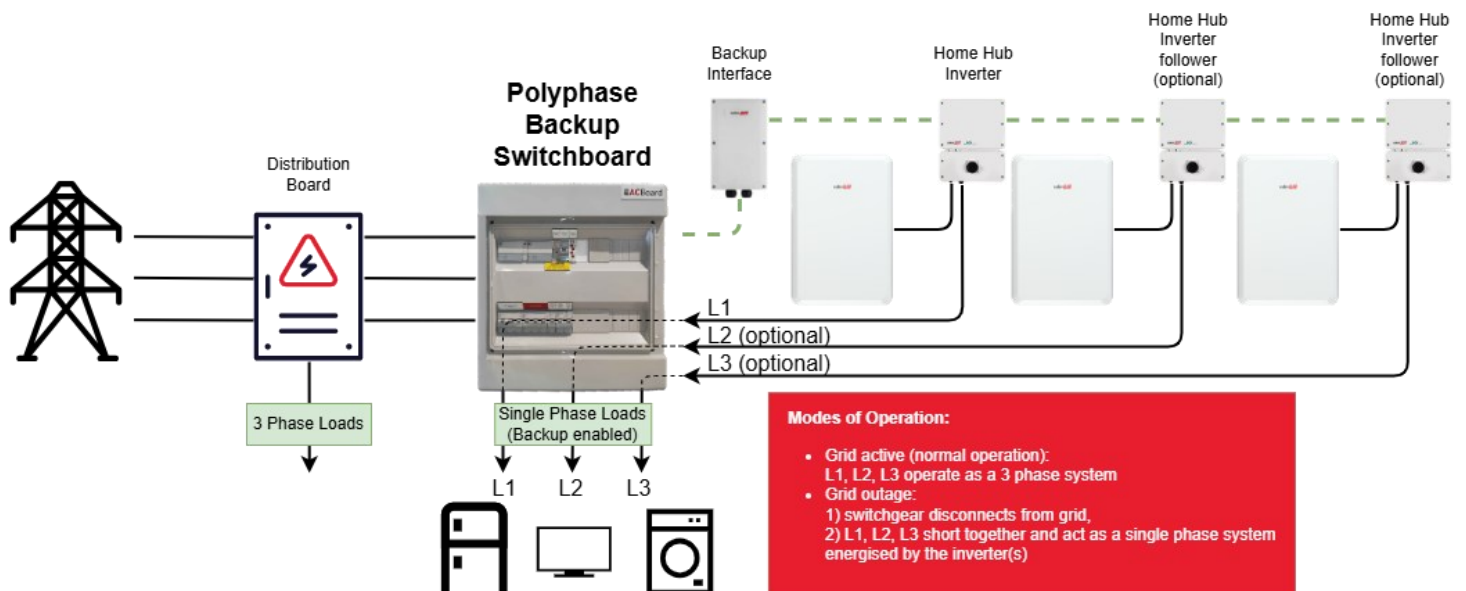 Home Hub
Inverter
follower
(optional)
Home Hub
Inverter
follower
(optional)
Backup
Interface
Home Hub
Inverter
Polyphase
Backup
Switchboard
Distribution
Board
BACBoard
L1
L2 (optional)
L3 (optional)
3 Phase Loads
Single Phase Loads
(Backup enabled)
L1 L2 L3
Modes of Operation:
• Grid active (normal operation):
L1, L2, L3 operate as a 3 phase system
• Grid outage:
1) switchgear disconnects from grid,
2) L1, L2, L3 short together and act as a single phase system
energised by the inverter(s)